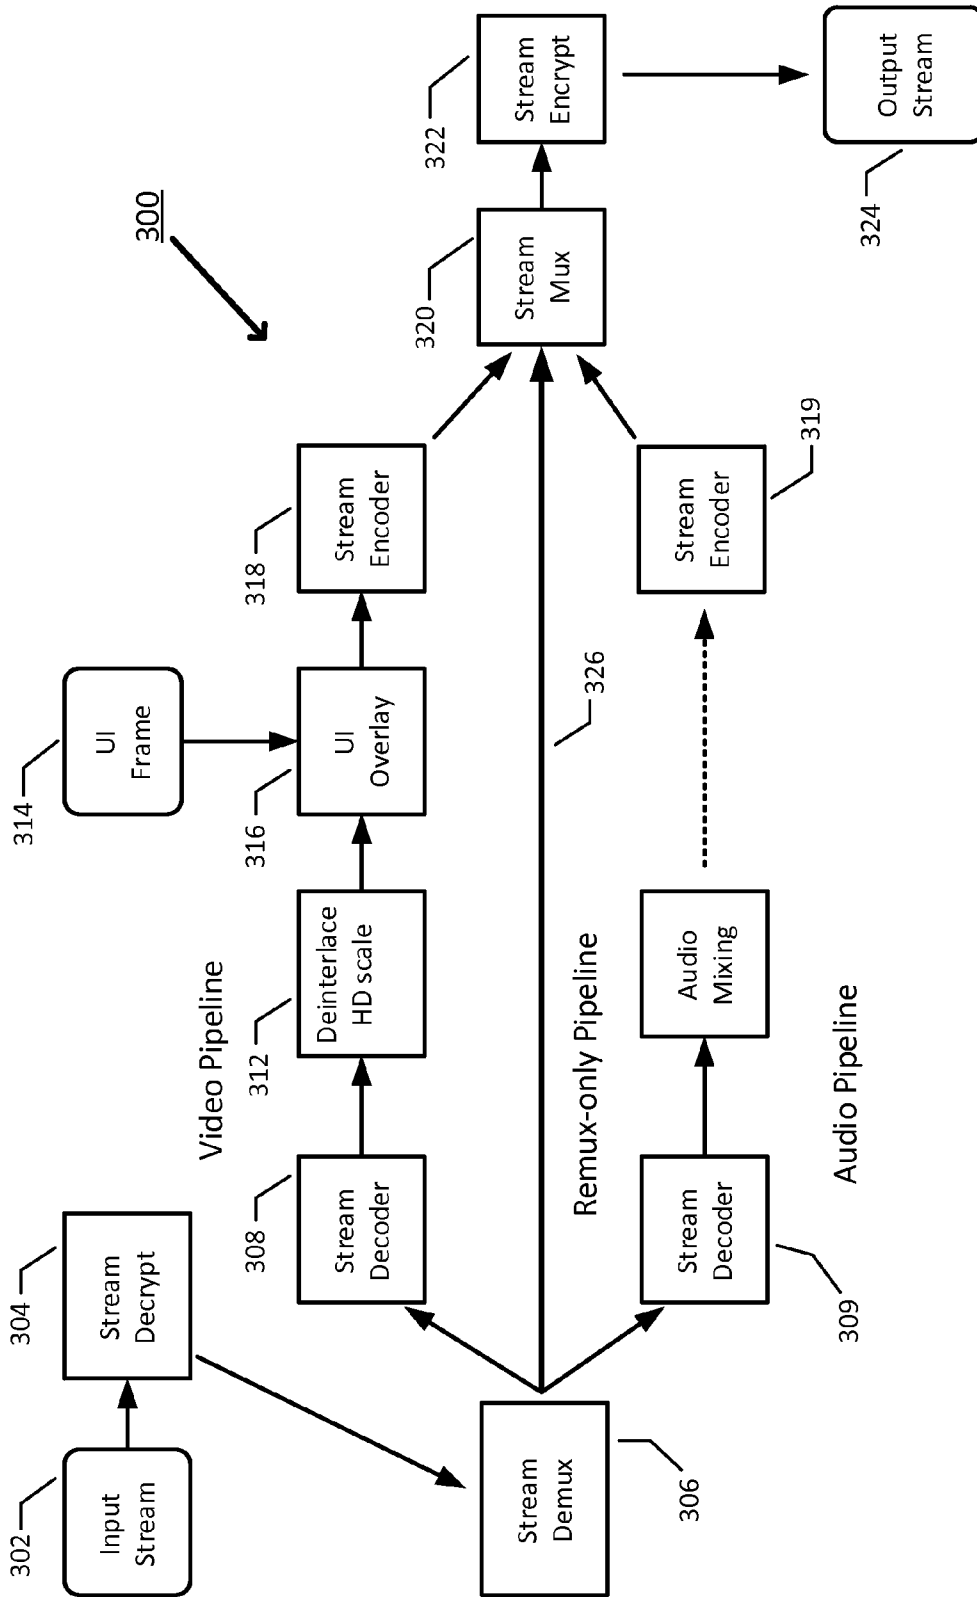 300
302
Input
Stream
304
Stream
Decrypt
306
Stream
Demux
Video Pipeline
308
Stream
Decoder
312
Deinterlace
HD scale
314
UI
Frame
316
UI
Overlay
318
Stream
Encoder
Remux-only Pipeline
326
309
Stream
Decoder
Audio
Mixing
Audio Pipeline
319
Stream
Encoder
320
Stream
Mux
322
Stream
Encrypt
324
Output
Stream